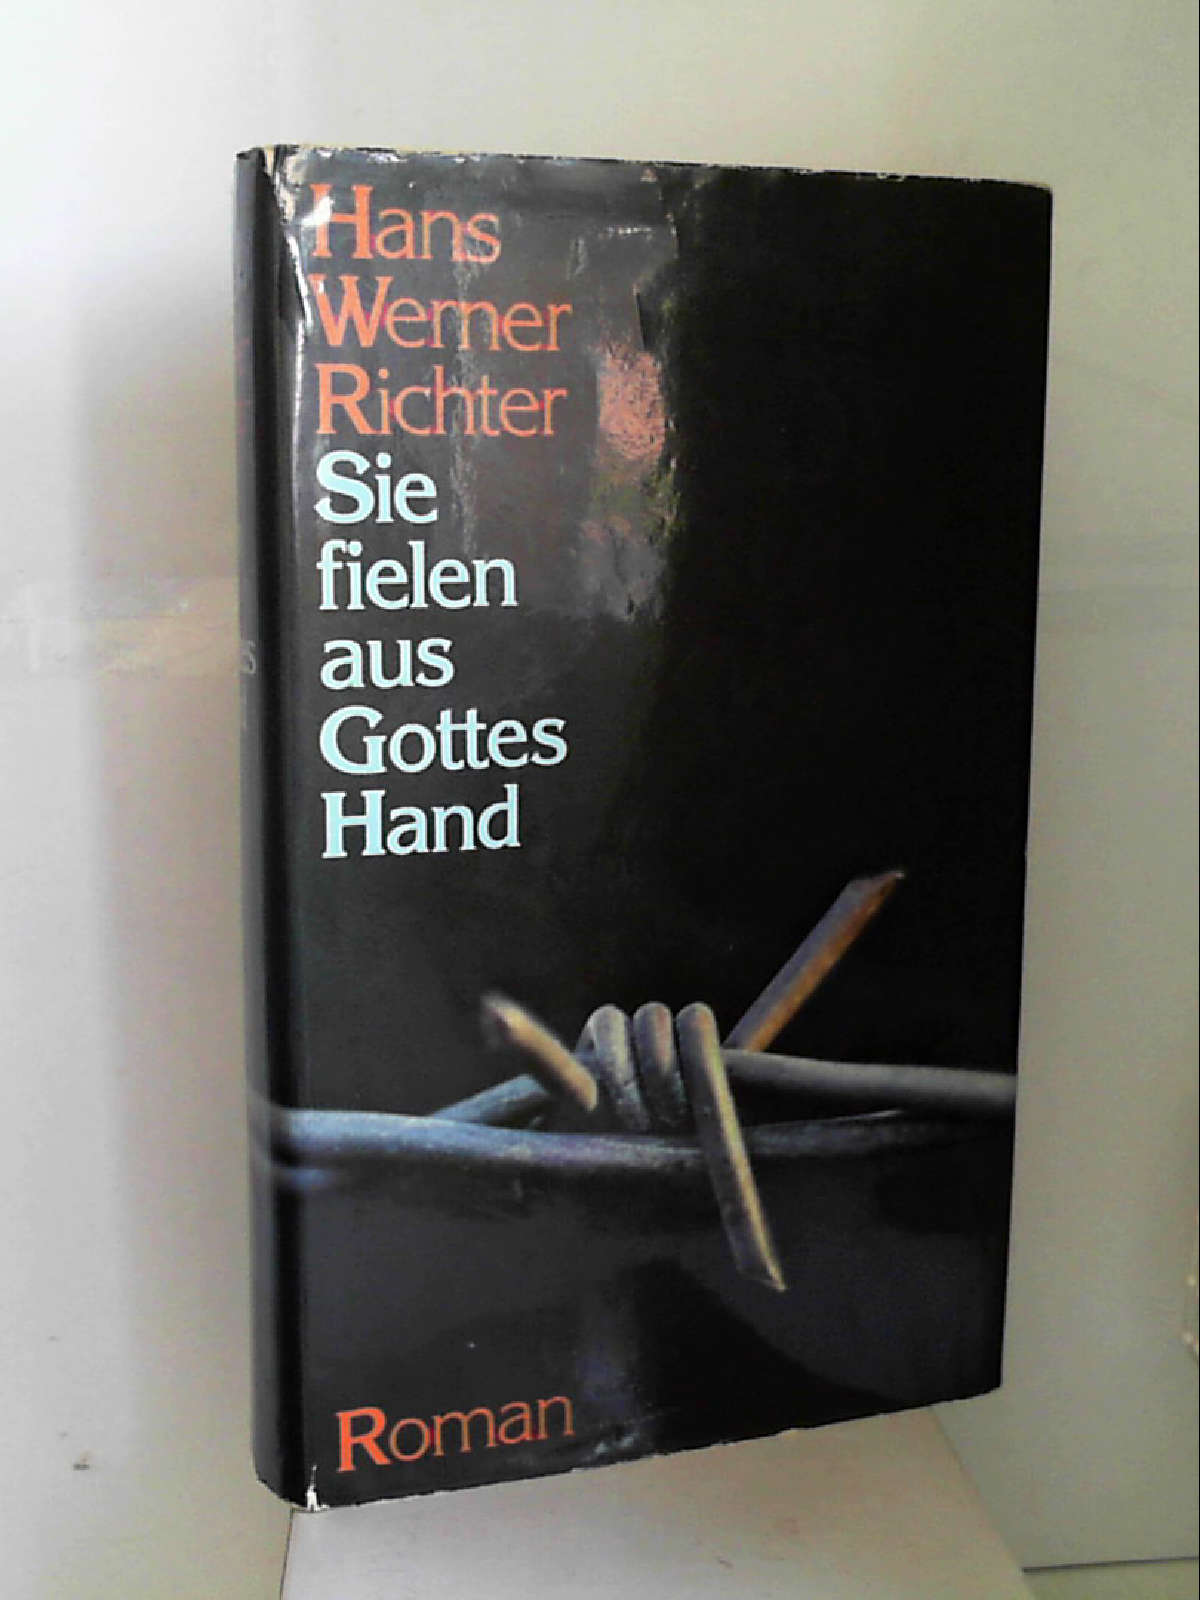 Hans
Werner
Richter
Sie
fielen
aus
Gottes
Hand
Roman